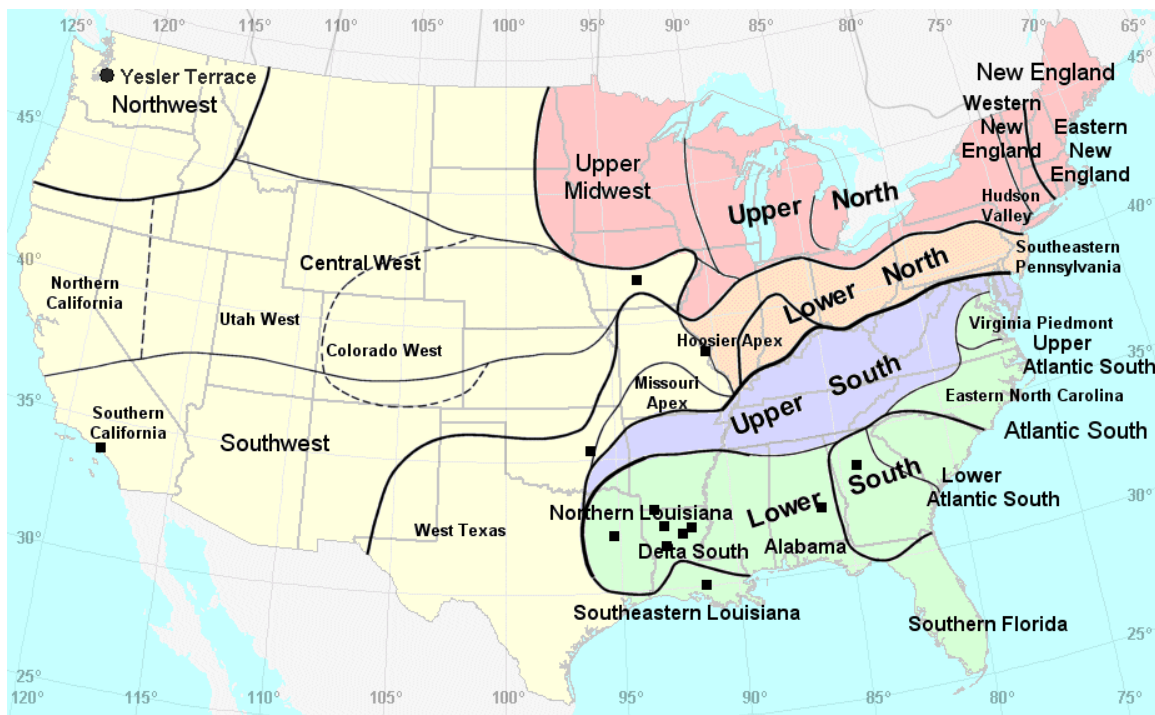 125°
120°
115°
110°
105°
100°
95°
90°
85°
80°
75°
70°
65°
45°
Yesler Terrace
Northwest
New England
Western
New
England
Eastern
New
England
45°
Upper
Midwest
Upper North
Hudson
Valley
40°
40°
Northern
California
Central West
Utah West
Colorado West
Lower North
Southeastern
Pennsylvania
Hoosier Apex
Virginia Piedmont
Upper
Atlantic South
35°
35°
Missouri
Apex
Upper South
Eastern North Carolina
Southern
California
Southwest
Atlantic South
Lower South
Lower
Atlantic South
30°
30°
West Texas
Northern Louisiana
Delta South
Alabama
Southeastern Louisiana
Southern Florida
25°
25°
120°
115°
110°
105°
100°
95°
90°
85°
80°
75°